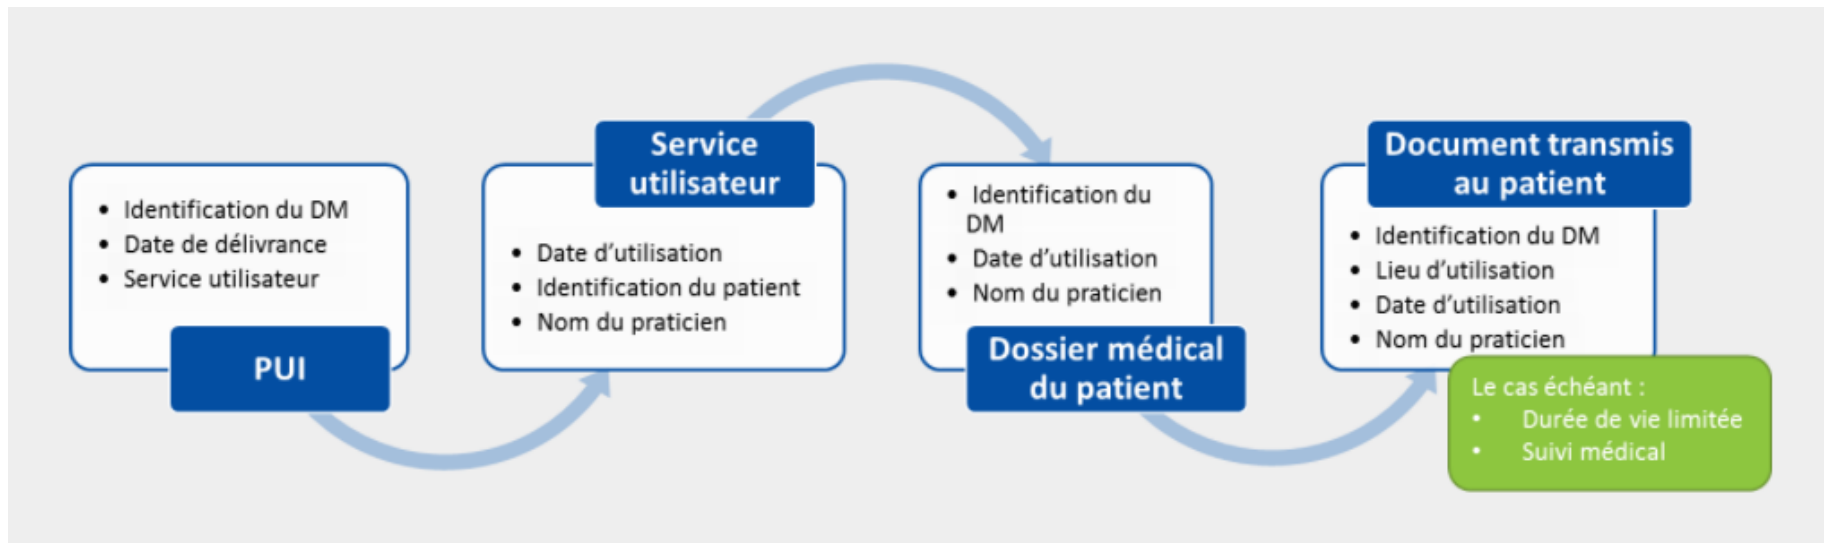 • Identification du DM
• Date de délivrance
• Service utilisateur
PUI
Service
utilisateur
• Date d’utilisation
• Identification du patient
• Nom du praticien
• Identification du
DM
• Date d’utilisation
• Nom du praticien
Dossier médical
du patient
Document transmis
au patient
• Identification du DM
• Lieu d’utilisation
• Date d’utilisation
• Nom du praticien
Le cas échéant :
• Durée de vie limitée
• Suivi médical